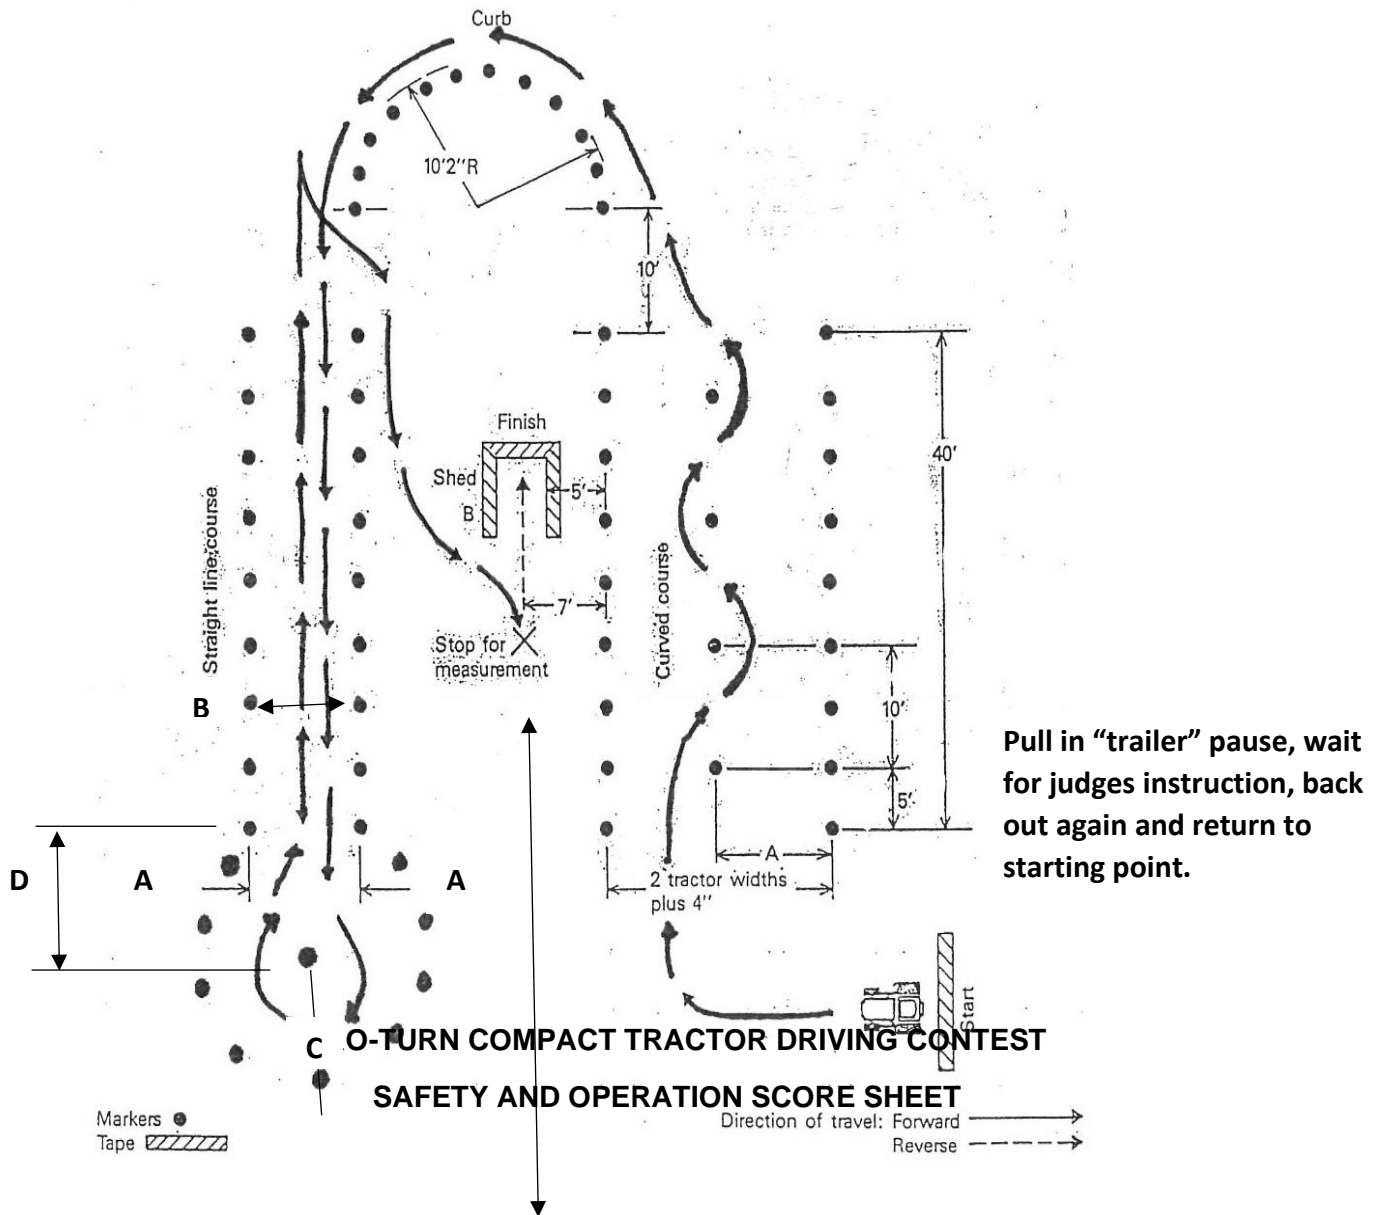 Curb
10'2"R
10'
Finish
Shed
B
5'
40'
Straight line course
Curved course
7'
Stop for
measurement
B
10'
Pull in “trailer” pause, wait
for judges instruction, back
out again and return to
starting point.
5'
D
A
A
A
2 tractor widths
plus 4"
Start
C
O-TURN COMPACT TRACTOR DRIVING CONTEST
SAFETY AND OPERATION SCORE SHEET
Markers
Tape
Direction of travel: Forward
Reverse